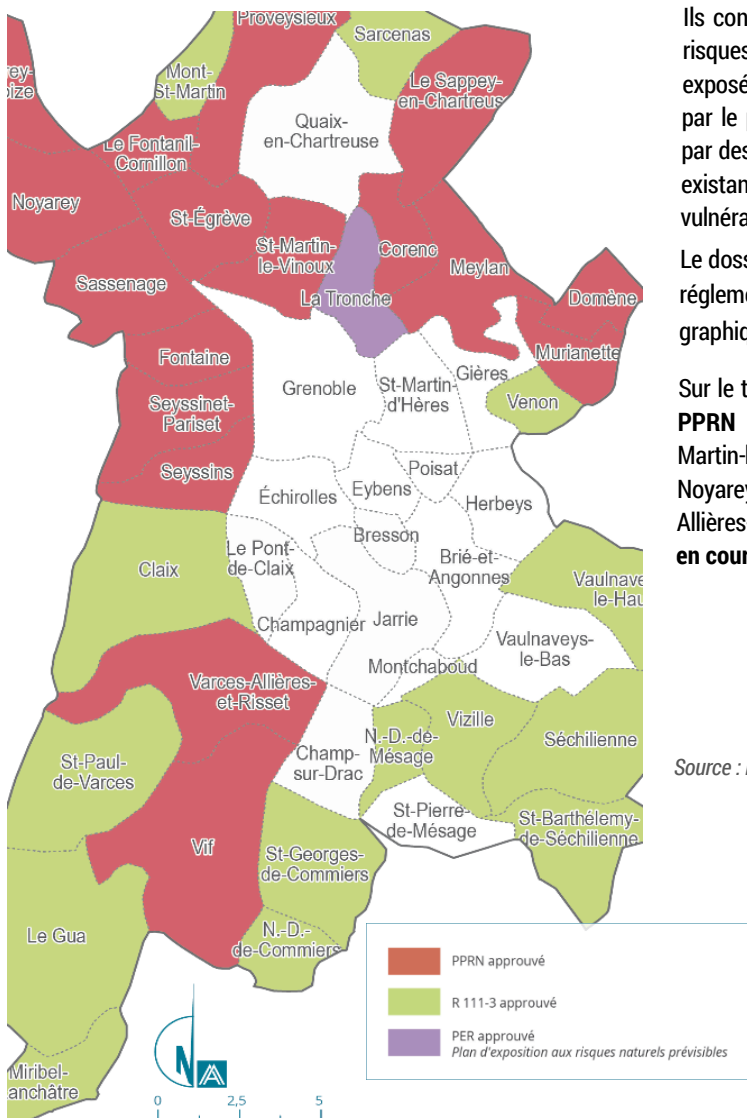 Proveysieux
Sarcenas
Mont-
St-Martin
Le Sappey-
en-Chartreus
Quaix-
en-Chartreuse
Le Fontanil-
Cornillon
Noyarey
St-Égrève
St-Martin-
le-Vinoux
Corenc
Meylan
Sassenage
La Tronche
Domène
Murianette
Fontaine
Grenoble
St-Martin-
d'Hères
Gières
Venon
Seyssinet-
Pariset
Seyssins
Échirolles
Eybens
Poisat
Herbeys
Bresson
Claix
Le Pont-
de-Claix
Brié-et-
Angonnes
Champagnier
Jarrie
Vaulnaveys-
le-Bas
Montchaboud
Varces-Allières-
et-Risset
Vizille
N.-D.-de-
Mésage
Séchilienne
St-Paul-
de-Varces
Champ-
sur-Drac
St-Pierre-
de-Mésage
St-Barthélemy-
de-Séchilienne
Vif
St-Georges-
de-Commiers
Le Gua
N.-D.-
de-Commiers
Miribel-
anchâtre
N
0 2,5 5
PPRN approuvé
R 111-3 approuvé
PER approuvé
Plan d'exposition aux risques naturels prévisibles
Ils con
risques
exposé
par le
par des
existan
vulnéra
Le doss
réglem
graphiq
Sur le t
PPRN
Martin-l
Noyarey
Allières-
en cour
Source :